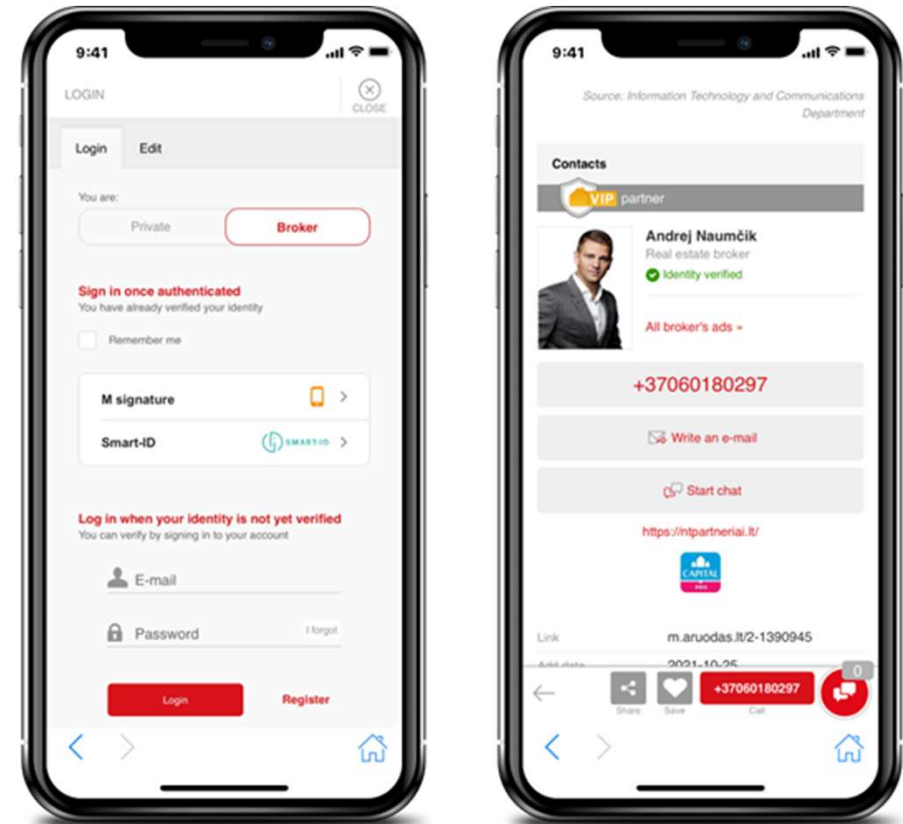 9:41
LOGIN
CLOSE
Login
Edit
You are:
Private
Broker
Sign in once authenticated
You have already verified your identity
Remember me
M signature
Smart-ID
SMART-ID
Log in when your identity is not yet verified
You can verify by signing in to your account
E-mail
Password
I forgot
Login
Register
9:41
Source: Information Technology and Communications
Department
Contacts
VIP partner
Andrej Naumčik
Real estate broker
Identity verified
All broker's ads »
+37060180297
Write an e-mail
Start chat
https://ntpartneriai.lt/
CAPITAL
Link
m.aruodas.lt/2-1390945
Add date
2021-10-25
0
Share
Save
+37060180297
Call